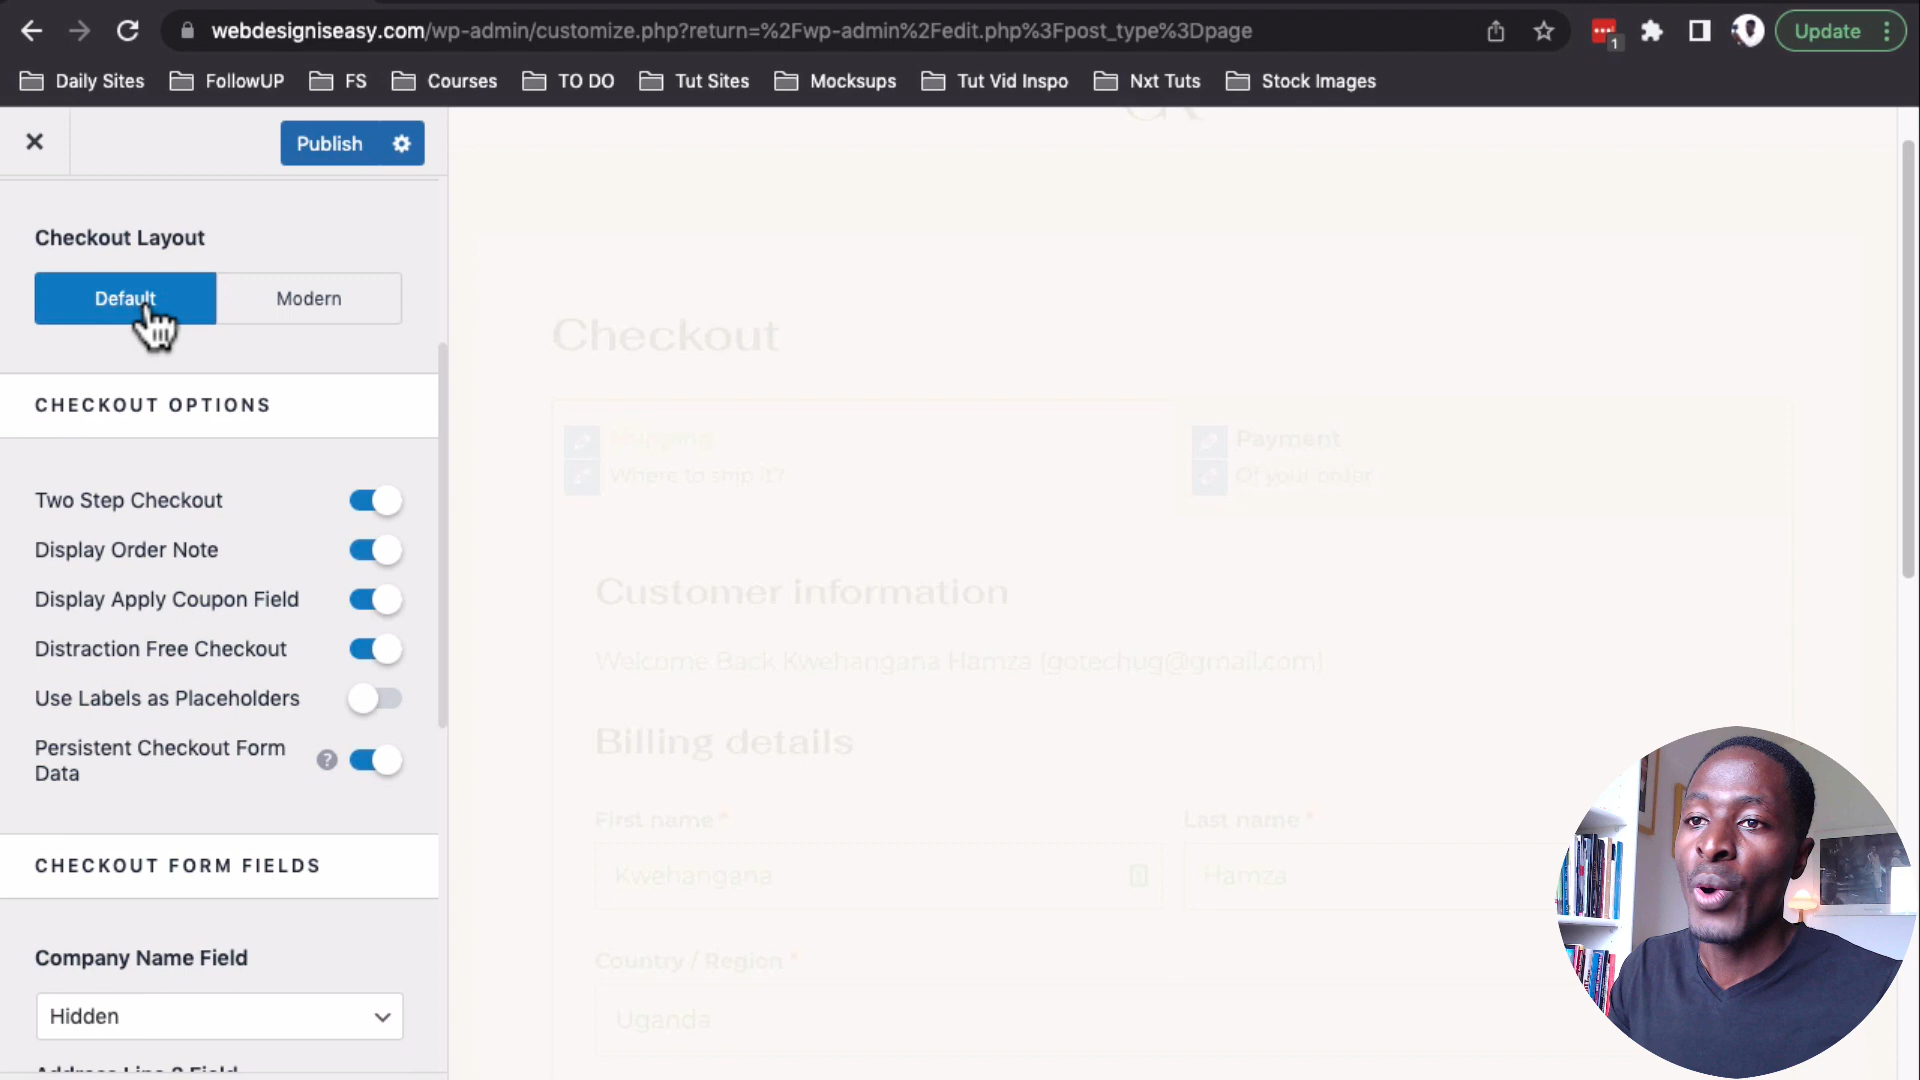 webdesigniseasy.com/wp-admin/customize.php?return=%2Fwp-admin%2Fedit.php%3Fpost_type%3Dpage
1
Update
Daily Sites FollowUP FS Courses TO DO Tut Sites Mocksups Tut Vid Inspo Nxt Tuts Stock Images
Publish
Checkout Layout
Default Modern
CHECKOUT OPTIONS
Two Step Checkout
Display Order Note
Display Apply Coupon Field
Distraction Free Checkout
Use Labels as Placeholders
Persistent Checkout Form
Data
?
CHECKOUT FORM FIELDS
Company Name Field
Hidden
Address Line 2 Field
Checkout
Shipping
Where to ship it?
Payment
Of your order
Customer information
Welcome Back Kwehangana Hamza (gotechug@gmail.com)
Billing details
First name * Last name *
Kwehangana Hamza
Country / Region *
Uganda